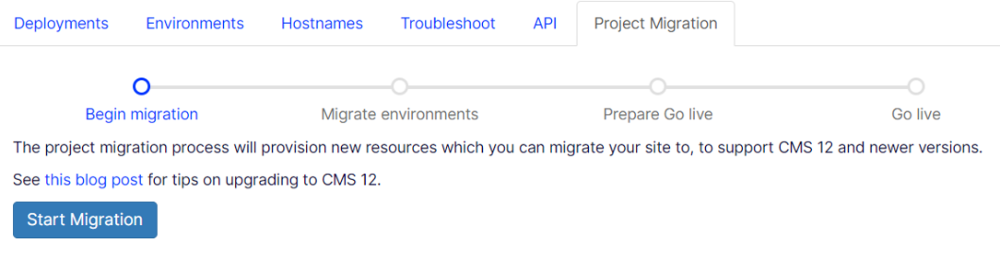 Deployments Environments Hostnames Troubleshoot API Project Migration
Begin migration Migrate environments Prepare Go live Go live
The project migration process will provision new resources which you can migrate your site to, to support CMS 12 and newer versions.
See this blog post for tips on upgrading to CMS 12.
Start Migration